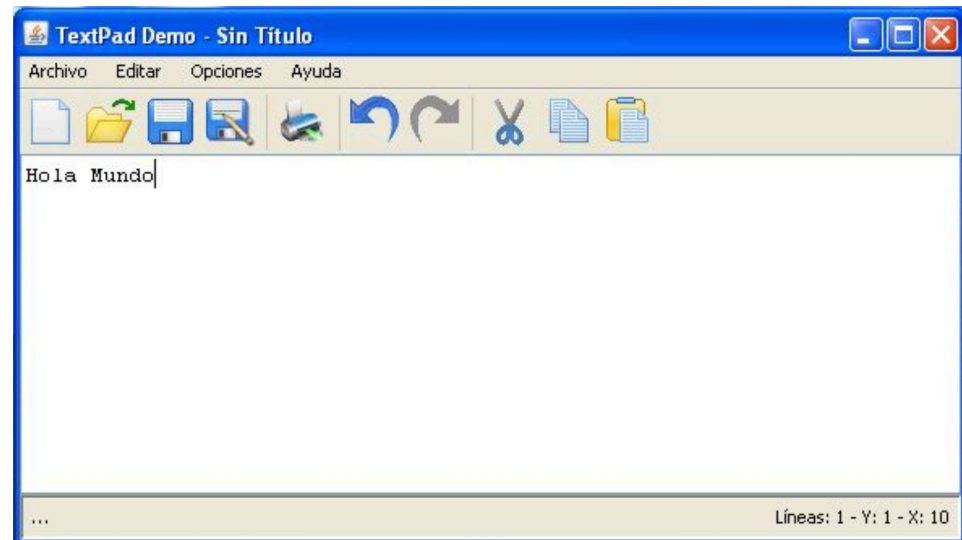 TextPad Demo - Sin Título
Archivo Editar Opciones Ayuda
Hola Mundo
... Líneas: 1 - Y: 1 - X: 10